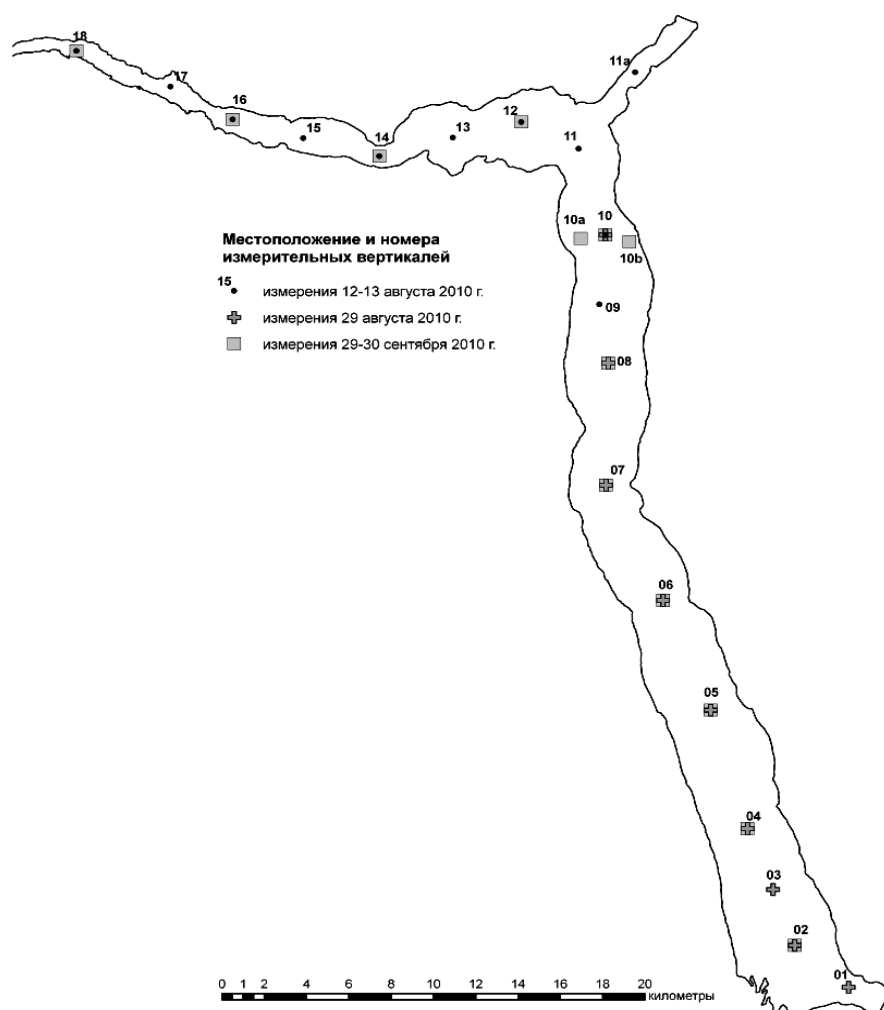 18
17
16
15
14
13
12
11
11a
10a
10
10b
Местоположение и номера
измерительных вертикалей
15
измерения 12-13 августа 2010 г.
измерения 29 августа 2010 г.
измерения 29-30 сентября 2010 г.
09
08
07
06
05
04
03
02
01
0 1 2 4 6 8 10 12 14 16 18 20
километры